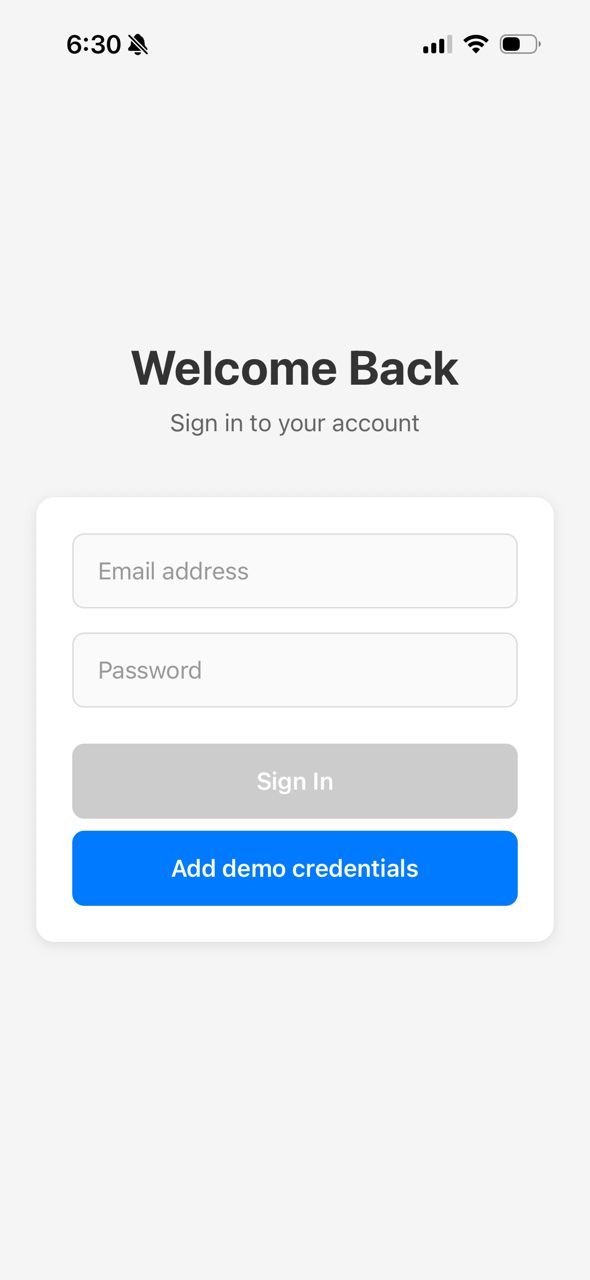 6:30
Welcome Back
Sign in to your account
Email address
Password
Sign In
Add demo credentials